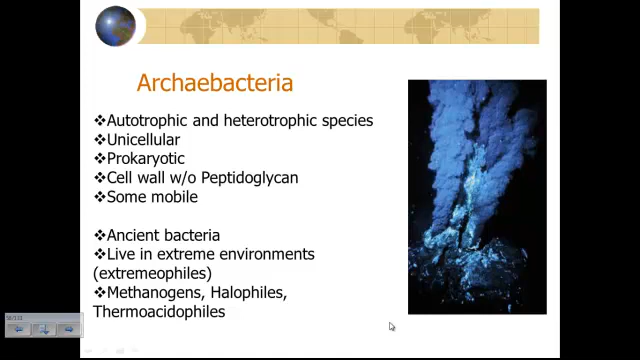 Archaebacteria
❖Autotrophic and heterotrophic species
❖Unicellular
❖Prokaryotic
❖Cell wall w/o Peptidoglycan
❖Some mobile
❖Ancient bacteria
❖Live in extreme environments
(extremeophiles)
❖Methanogens, Halophiles,
Thermoacidophiles